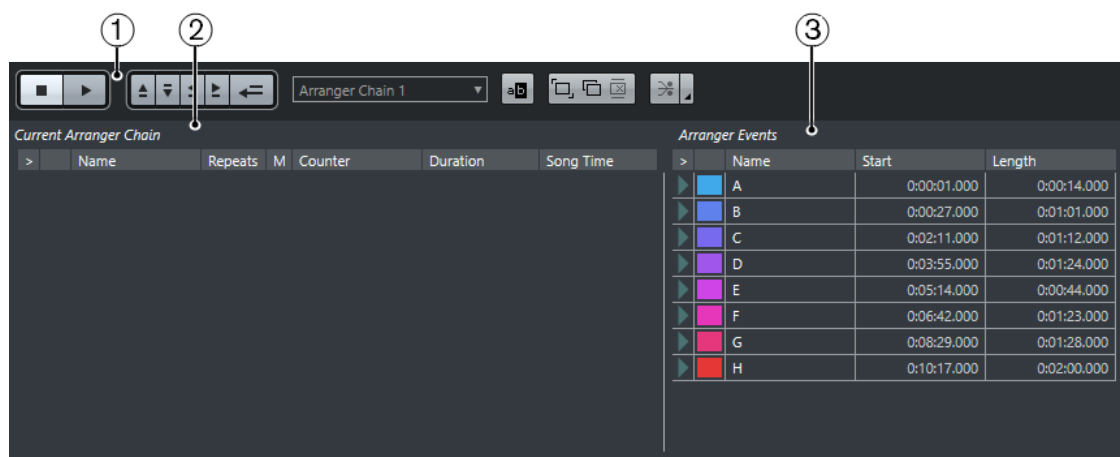 1 2 3
Arranger Chain 1 ab
Current Arranger Chain
Arranger Events
> Name Repeats M Counter Duration Song Time
> Name Start Length
A 0:00:01.000 0:00:14.000
B 0:00:27.000 0:01:01.000
C 0:02:11.000 0:01:12.000
D 0:03:55.000 0:01:24.000
E 0:05:14.000 0:00:44.000
F 0:06:42.000 0:01:23.000
G 0:08:29.000 0:01:28.000
H 0:10:17.000 0:02:00.000